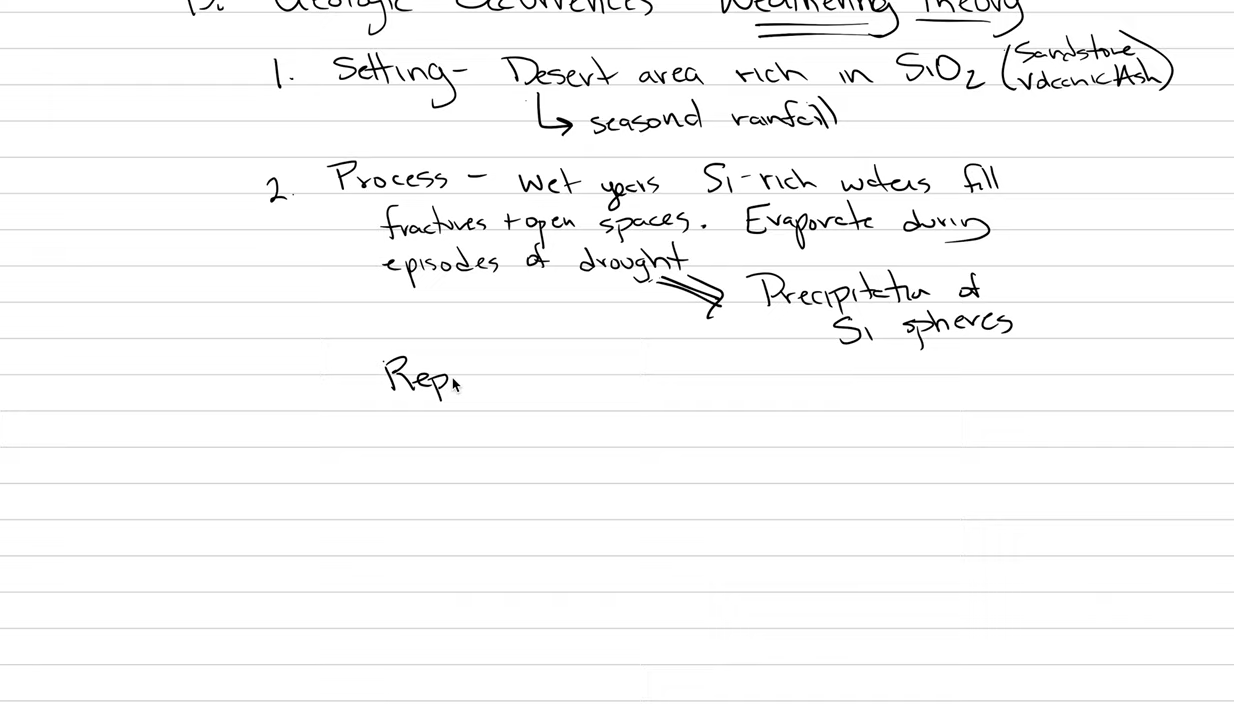 D. Geologic Occurrences Weathering Theory
1. Setting- Desert area rich in SiO2 (Sandstone
Volcanic Ash)
↳ seasonal rainfall
2. Process - Wet years Si-rich waters fill
fractures + open spaces. Evaporate during
episodes of drought
⇒ Precipitation of
Si spheres
Rep